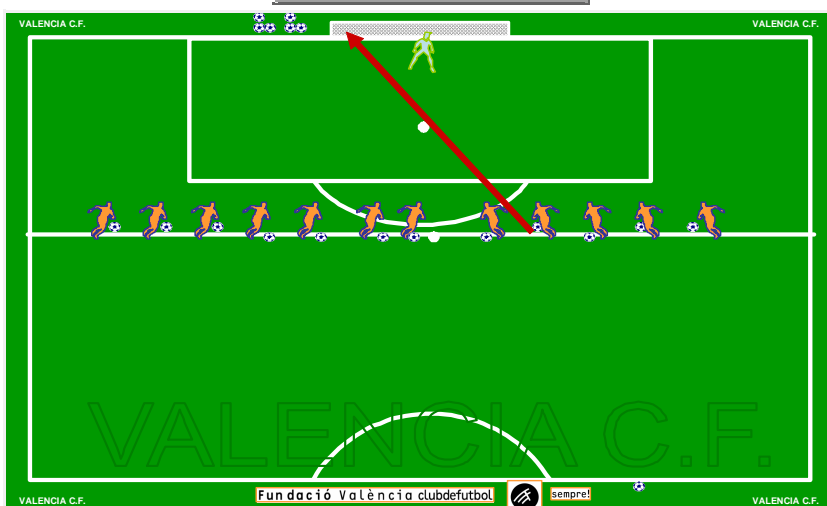 VALENCIA C.F. VALENCIA C.F.
VALENCIA C.F.
Fundació València clubdefutbol sempre!
VALENCIA C.F. VALENCIA C.F.